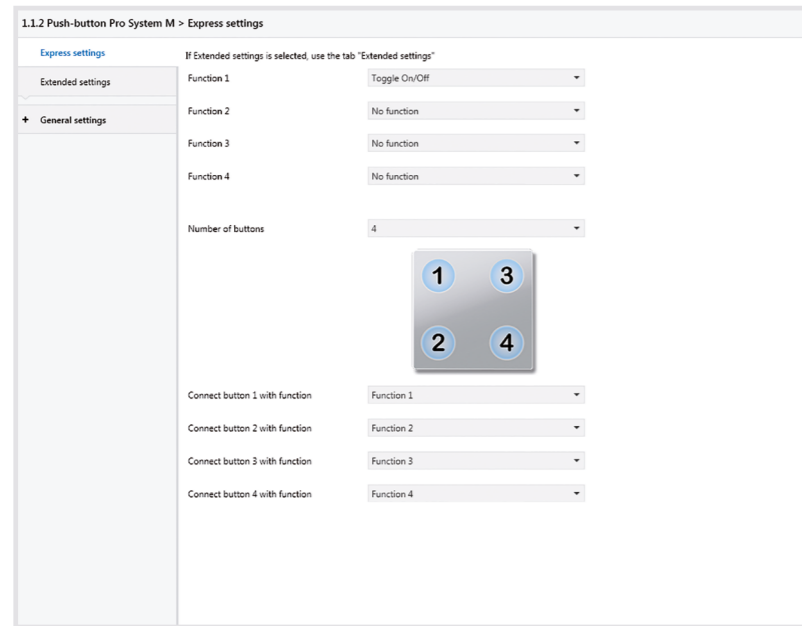 1.1.2 Push-button Pro System M > Express settings
Express settings
Extended settings
+ General settings
If Extended settings is selected, use the tab "Extended settings"
Function 1 Toggle On/Off
Function 2 No function
Function 3 No function
Function 4 No function
Number of buttons 4
1 3
2 4
Connect button 1 with function Function 1
Connect button 2 with function Function 2
Connect button 3 with function Function 3
Connect button 4 with function Function 4